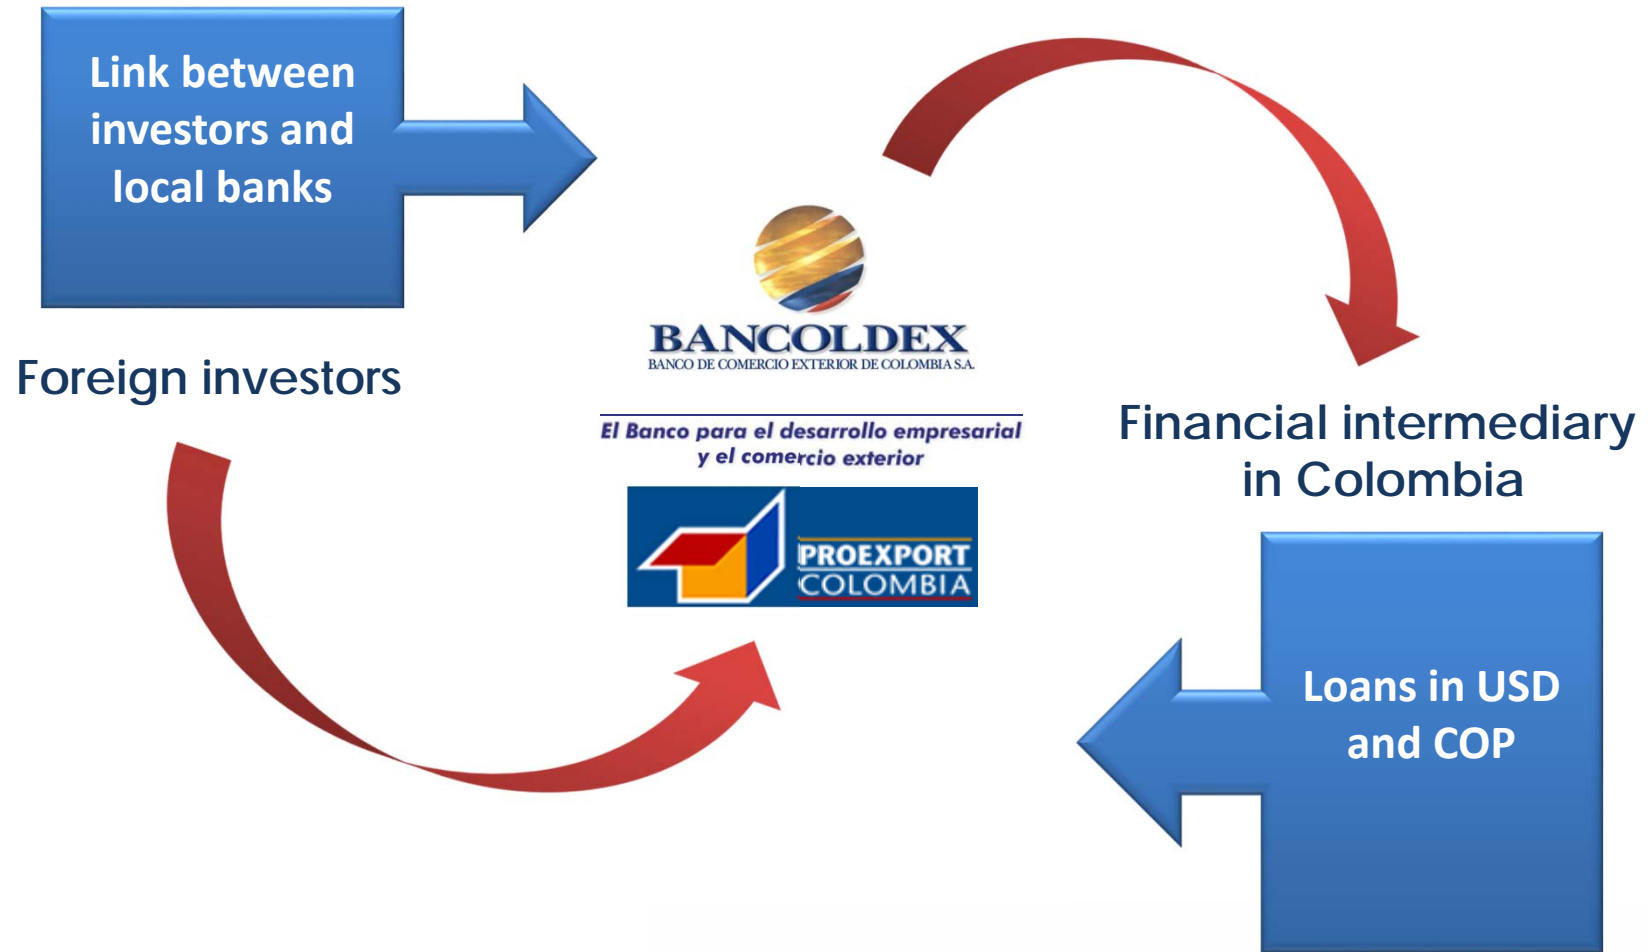 Link between
investors and
local banks
Foreign investors
BANCOLDEX
BANCO DE COMERCIO EXTERIOR DE COLOMBIA S.A.
El Banco para el desarrollo empresarial
y el comercio exterior
PROEXPORT
COLOMBIA
Financial intermediary
in Colombia
Loans in USD
and COP